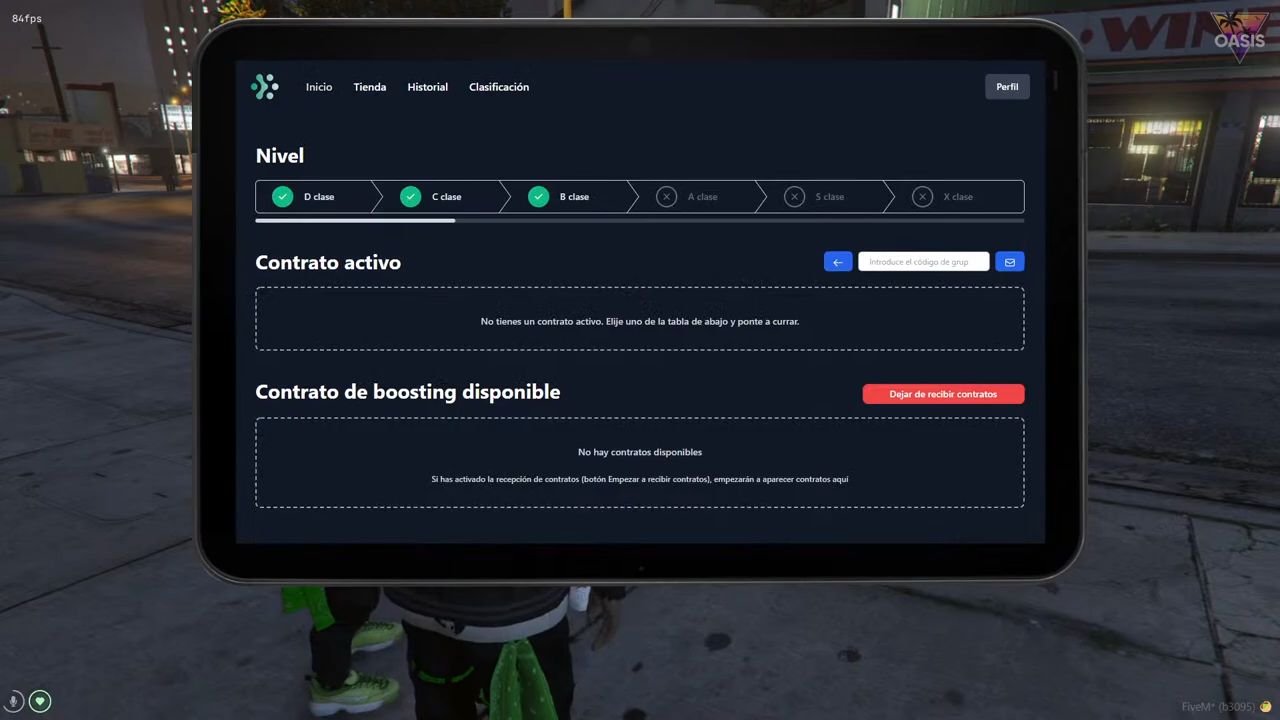 84fps
WIN
OASIS
Inicio
Tienda
Historial
Clasificación
Perfil
Nivel
D clase
C clase
B clase
A clase
S clase
X clase
Contrato activo
Introduce el código de grup
No tienes un contrato activo. Elije uno de la tabla de abajo y ponte a currar.
Contrato de boosting disponible
Dejar de recibir contratos
No hay contratos disponibles
Si has activado la recepción de contratos (botón Empezar a recibir contratos), empezarán a aparecer contratos aquí
FiveM* (b3095)